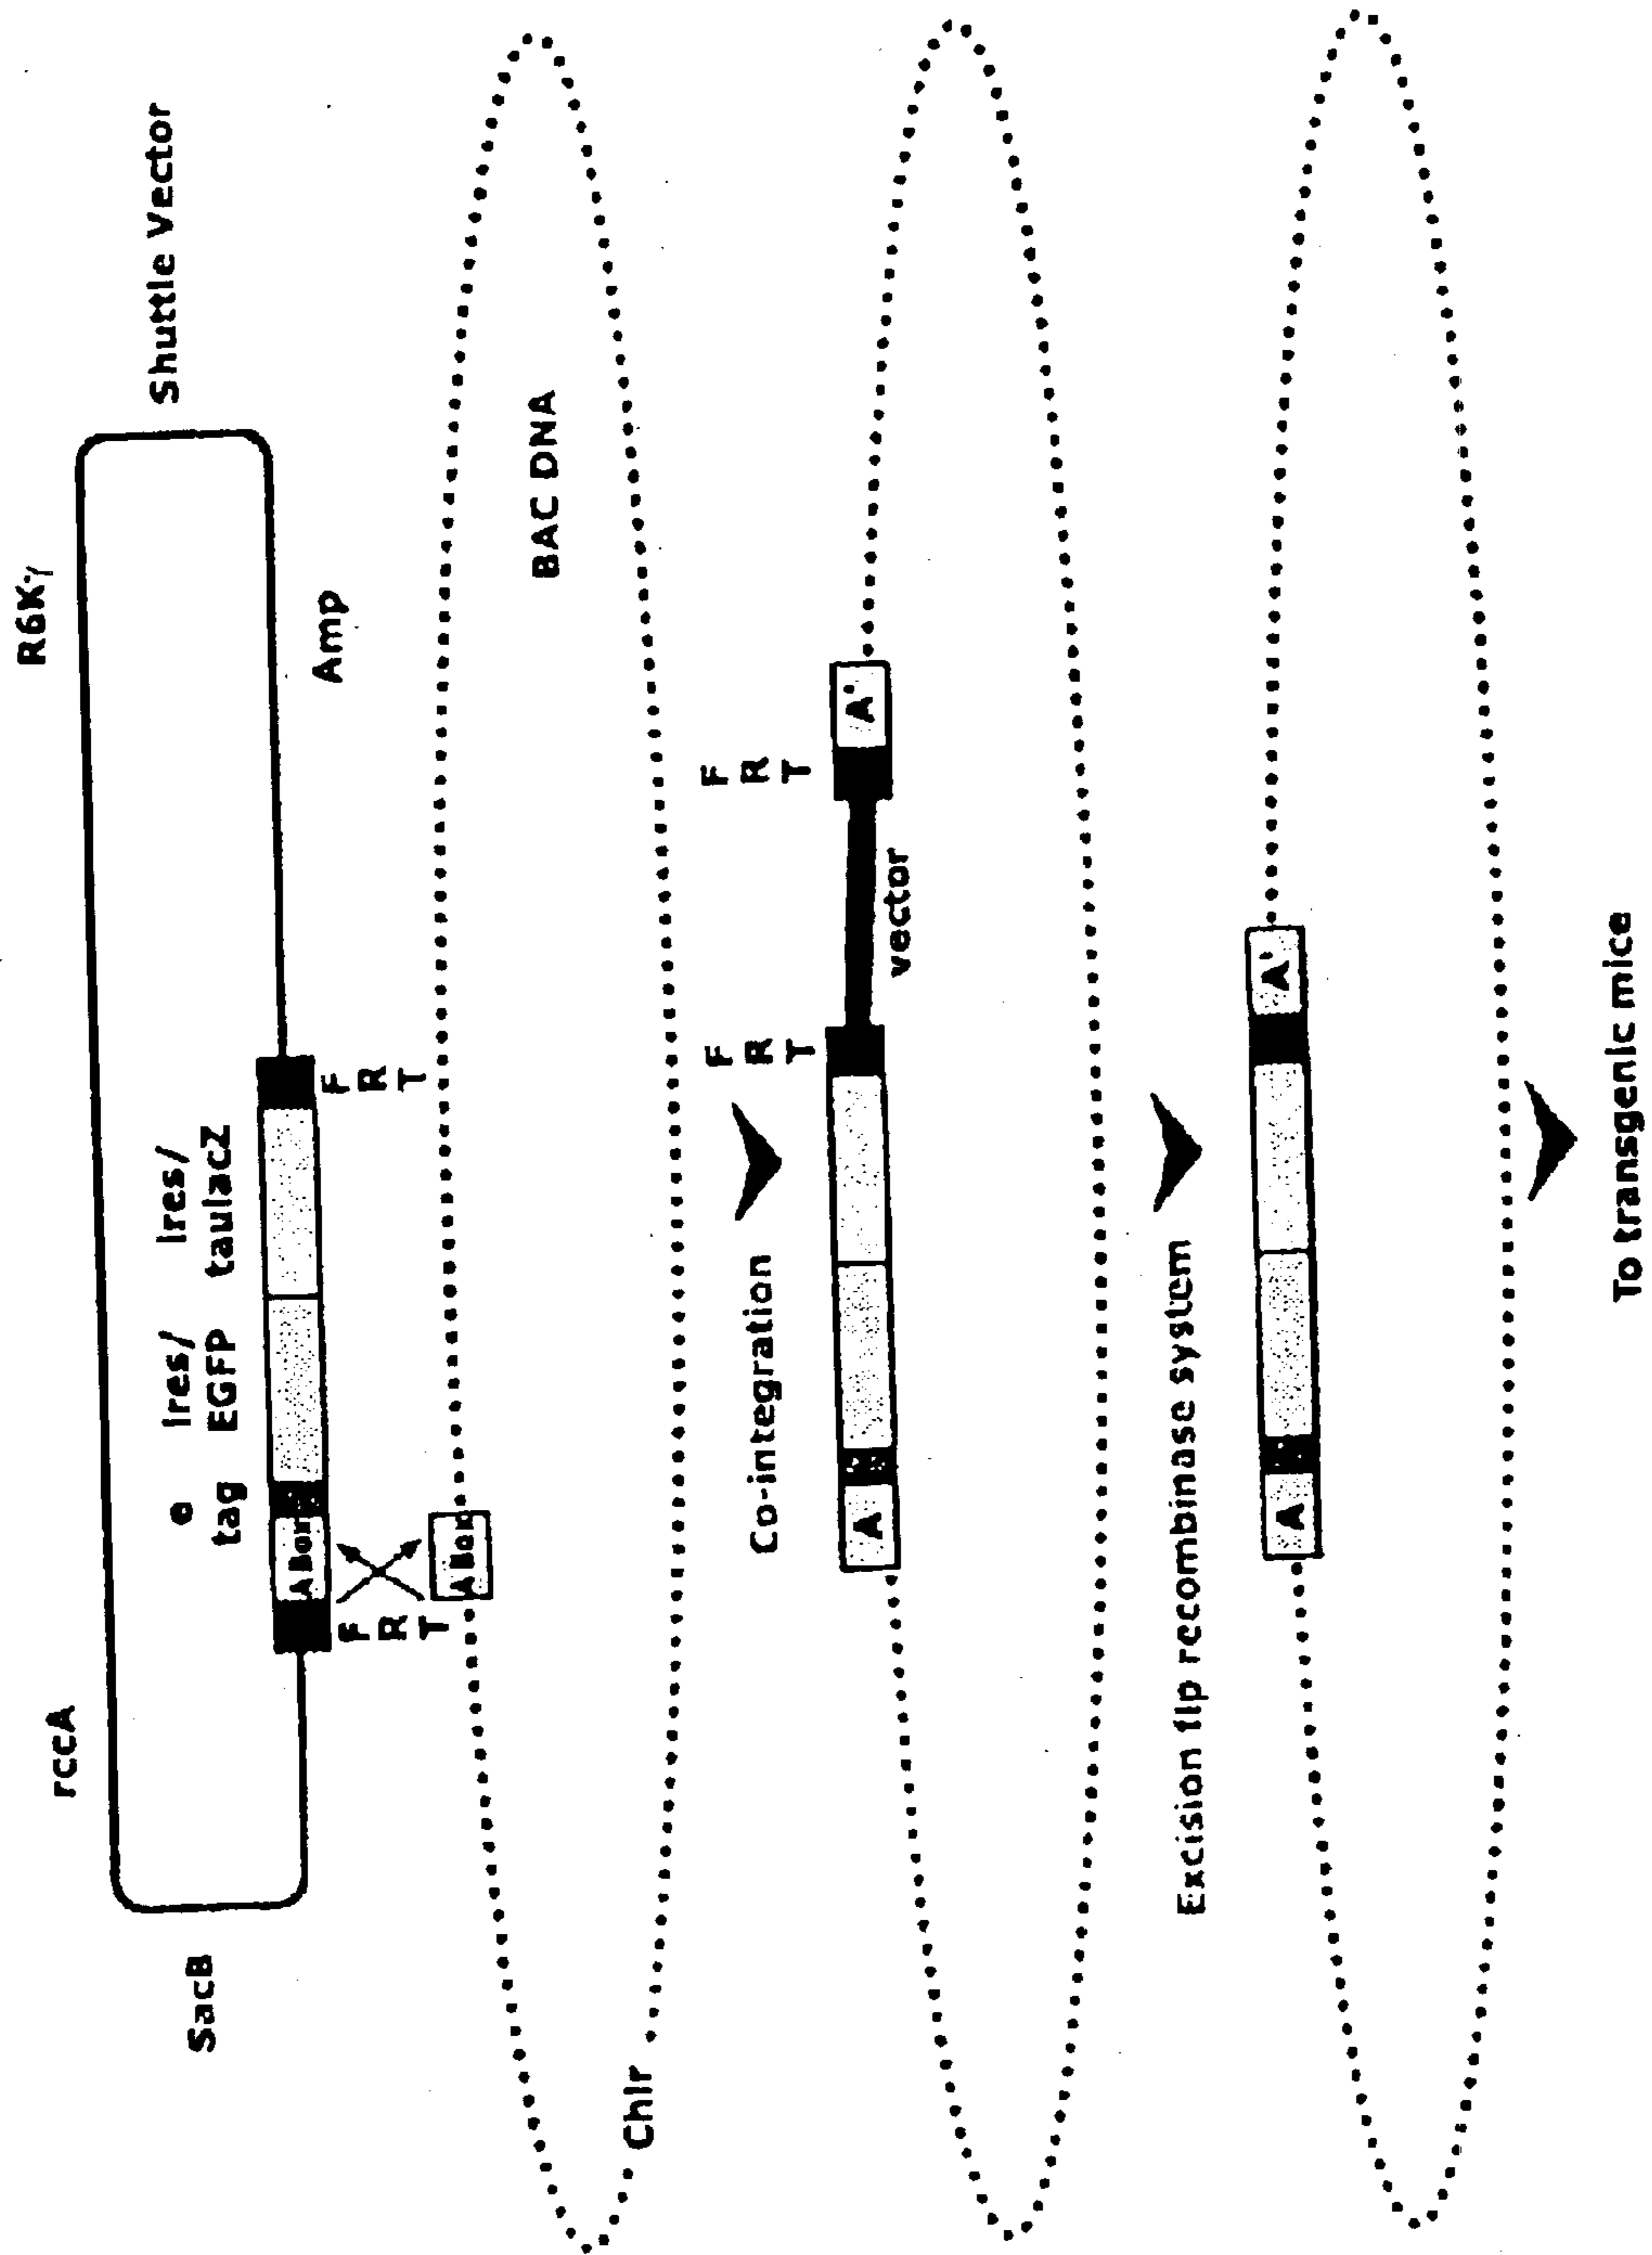 R6Kγ
rccA
Shuttle Vector
SacB
e Ires/ Ires/
tag EGFP taulacZ
A Box
Amp
F
R
T
F
R
T
A Box
BAC DNA
Chlr
Co-integration
F
R
T
F
R
T
A
A'
vector
Excision flp recombinase system
A
A'
To transgenic mice